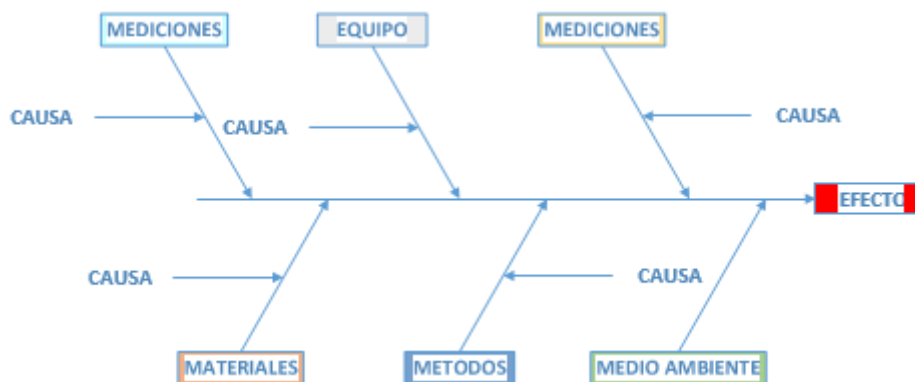 MEDICIONES
EQUIPO
MEDICIONES
CAUSA
CAUSA
CAUSA
EFECTO
CAUSA
CAUSA
MATERIALES
METODOS
MEDIO AMBIENTE